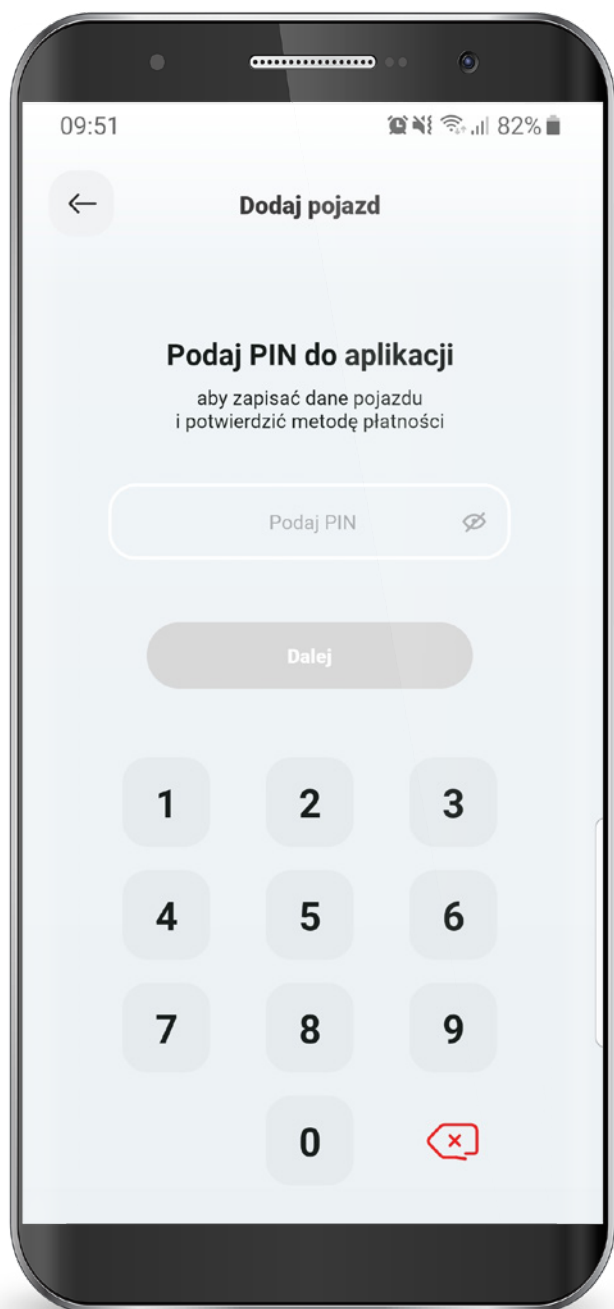 09:51 82%
Dodaj pojazd
Podaj PIN do aplikacji
aby zapisać dane pojazdu
i potwierdzić metodę płatności
Podaj PIN
Dalej
1 2 3
4 5 6
7 8 9
0